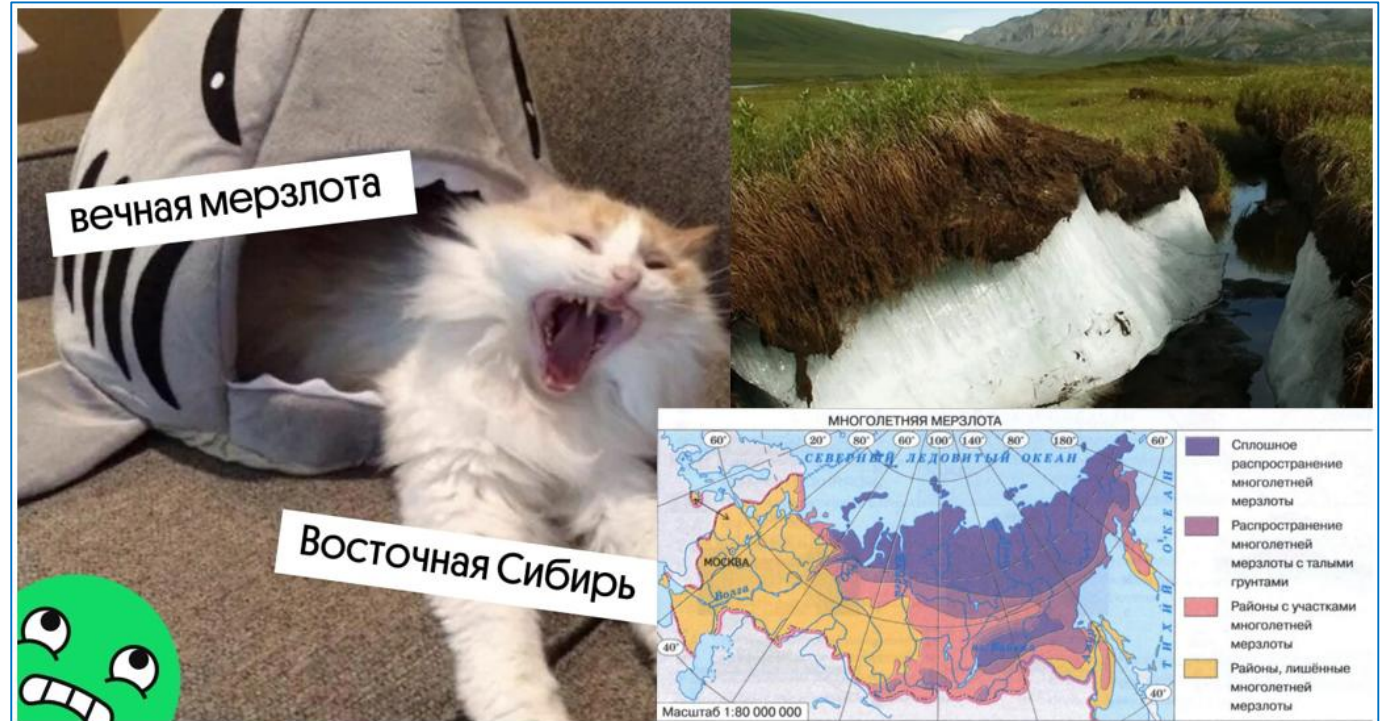 вечная мерзлота
Восточная Сибирь
МНОГОЛЕТНЯЯ МЕРЗЛОТА
60° 20° 80° 60° 100° 140° 80° 180° 60°
СЕВЕРНЫЙ ЛЕДОВИТЫЙ ОКЕАН
МОСКВА
Волга
40°
ТИХИЙ ОКЕАН
40°
Масштаб 1:80 000 000
Сплошное
распространение
многолетней
мерзлоты
Распространение
многолетней
мерзлоты с талыми
грунтами
Районы с участками
многолетней
мерзлоты
Районы, лишённые
многолетней
мерзлоты